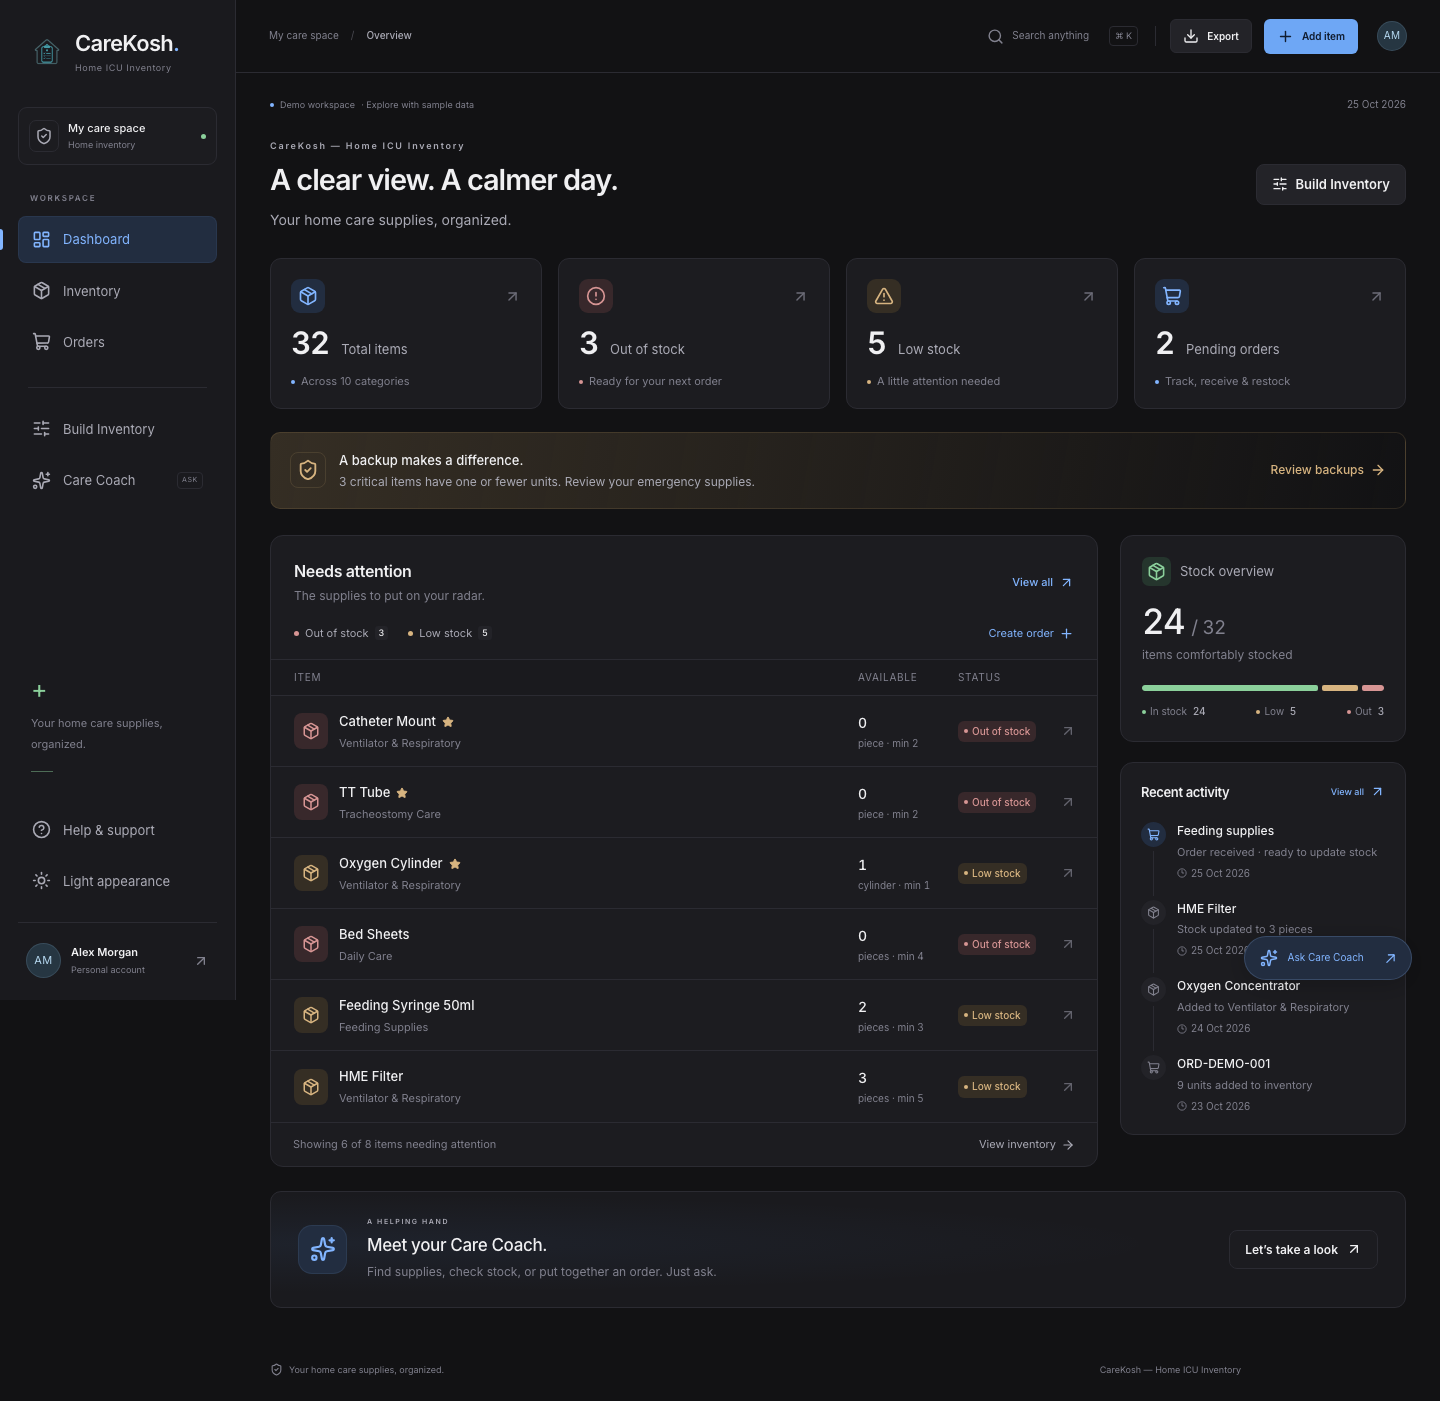 CareKosh.
Home ICU Inventory
My care space
Home inventory
WORKSPACE
Dashboard
Inventory
Orders
Build Inventory
Care Coach
ASK
Your home care supplies,
organized.
Help & support
Light appearance
AM
Alex Morgan
Personal account
My care space / Overview
Search anything
⌘ K
Export
Add item
AM
Demo workspace · Explore with sample data
25 Oct 2026
CareKosh — Home ICU Inventory
A clear view. A calmer day.
Your home care supplies, organized.
Build Inventory
32 Total items
Across 10 categories
3 Out of stock
Ready for your next order
5 Low stock
A little attention needed
2 Pending orders
Track, receive & restock
A backup makes a difference.
3 critical items have one or fewer units. Review your emergency supplies.
Review backups
Needs attention
The supplies to put on your radar.
View all
Out of stock 3
Low stock 5
Create order
ITEM AVAILABLE STATUS
Catheter Mount 0 Out of stock
Ventilator & Respiratory piece · min 2
TT Tube 0 Out of stock
Tracheostomy Care piece · min 2
Oxygen Cylinder 1 Low stock
Ventilator & Respiratory cylinder · min 1
Bed Sheets 0 Out of stock
Daily Care pieces · min 4
Feeding Syringe 50ml 2 Low stock
Feeding Supplies pieces · min 3
HME Filter 3 Low stock
Ventilator & Respiratory pieces · min 5
Showing 6 of 8 items needing attention
View inventory
Stock overview
24 / 32
items comfortably stocked
In stock 24
Low 5
Out 3
Recent activity
View all
Feeding supplies
Order received · ready to update stock
25 Oct 2026
HME Filter
Stock updated to 3 pieces
25 Oct 2026
Ask Care Coach
Oxygen Concentrator
Added to Ventilator & Respiratory
24 Oct 2026
ORD-DEMO-001
9 units added to inventory
23 Oct 2026
A HELPING HAND
Meet your Care Coach.
Find supplies, check stock, or put together an order. Just ask.
Let's take a look
Your home care supplies, organized.
CareKosh — Home ICU Inventory